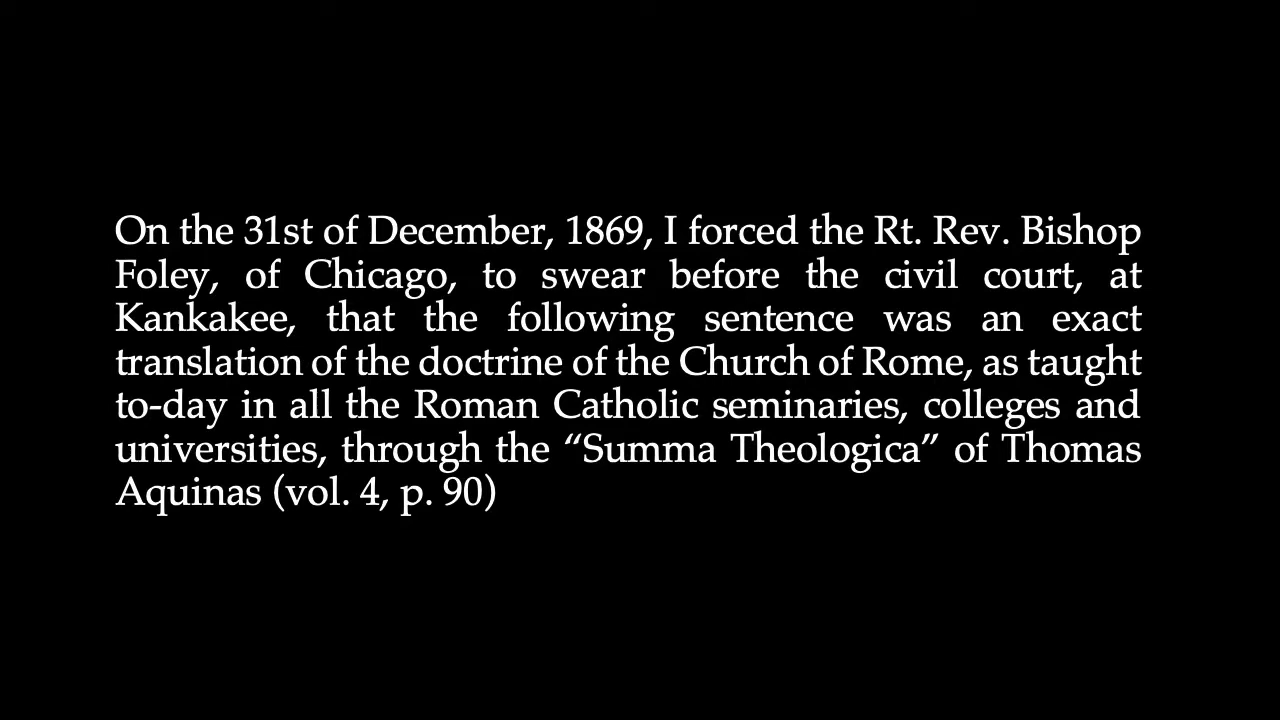 On the 31st of December, 1869, I forced the Rt. Rev. Bishop
Foley, of Chicago, to swear before the civil court, at
Kankakee, that the following sentence was an exact
translation of the doctrine of the Church of Rome, as taught
to-day in all the Roman Catholic seminaries, colleges and
universities, through the “Summa Theologica” of Thomas
Aquinas (vol. 4, p. 90)